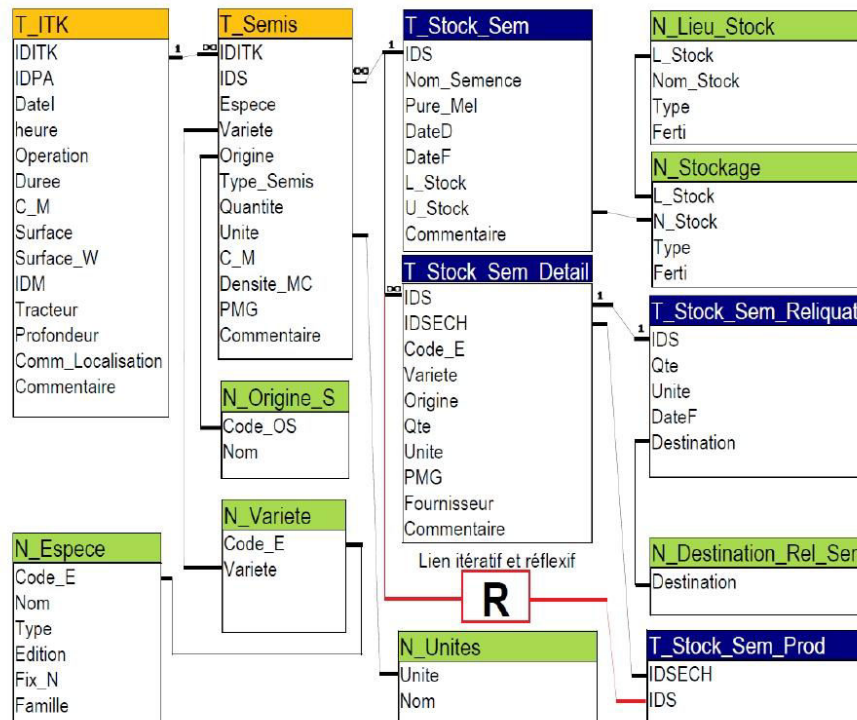 T_ITK
IDITK
IDPA
DateI
heure
Operation
Duree
C_M
Surface
Surface_W
IDM
Tracteur
Profondeur
Comm_Localisation
Commentaire
1
∞
T_Semis
IDITK
IDS
Espece
Variete
Origine
Type_Semis
Quantite
Unite
C_M
Densite_MC
PMG
Commentaire
∞
1
T_Stock_Sem
IDS
Nom_Semence
Pure_Mel
DateD
DateF
L_Stock
U_Stock
Commentaire
N_Lieu_Stock
L_Stock
Nom_Stock
Type
Ferti
N_Stockage
L_Stock
N_Stock
Type
Ferti
T_Stock_Sem_Detail
∞
IDS
IDSECH
Code_E
Variete
Origine
Qte
Unite
PMG
Fournisseur
Commentaire
1
1
T_Stock_Sem_Reliquat
IDS
Qte
Unite
DateF
Destination
N_Origine_S
Code_OS
Nom
N_Variete
Code_E
Variete
N_Espece
Code_E
Nom
Type
Edition
Fix_N
Famille
Lien itératif et réflexif
R
N_Unites
Unite
Nom
N_Destination_Rel_Sem
Destination
T_Stock_Sem_Prod
IDSECH
IDS